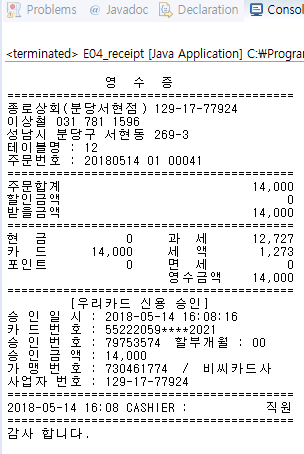 Problems @ Javadoc Declaration Consol
<terminated> E04_receipt [Java Application] C:₩Progran
영 수 증
========================================
종로상회(분당서현점) 129-17-77924
이상철 031 781 1596
성남시 분당구 서현동 269-3
테이블명 : 12
주문번호 : 20180514 01 00041
========================================
주문합계 14,000
할인금액 0
받을금액 14,000
========================================
현 금 0 과 세 12,727
카 드 14,000 세 액 1,273
포인트 0 면 세 0
영수금액 14,000
========================================
[우리카드 신용 승인]
승 인 일 시 : 2018-05-14 16:08:16
카 드 번 호 : 55222059****2021
승 인 번 호 : 79753574 할부개월 : 00
승 인 금 액 : 14,000
가 맹 번 호 : 730461774 / 비씨카드사
사업자 번호 : 129-17-77924
========================================
2018-05-14 16:08 CASHIER : 직원
========================================
감사 합니다.